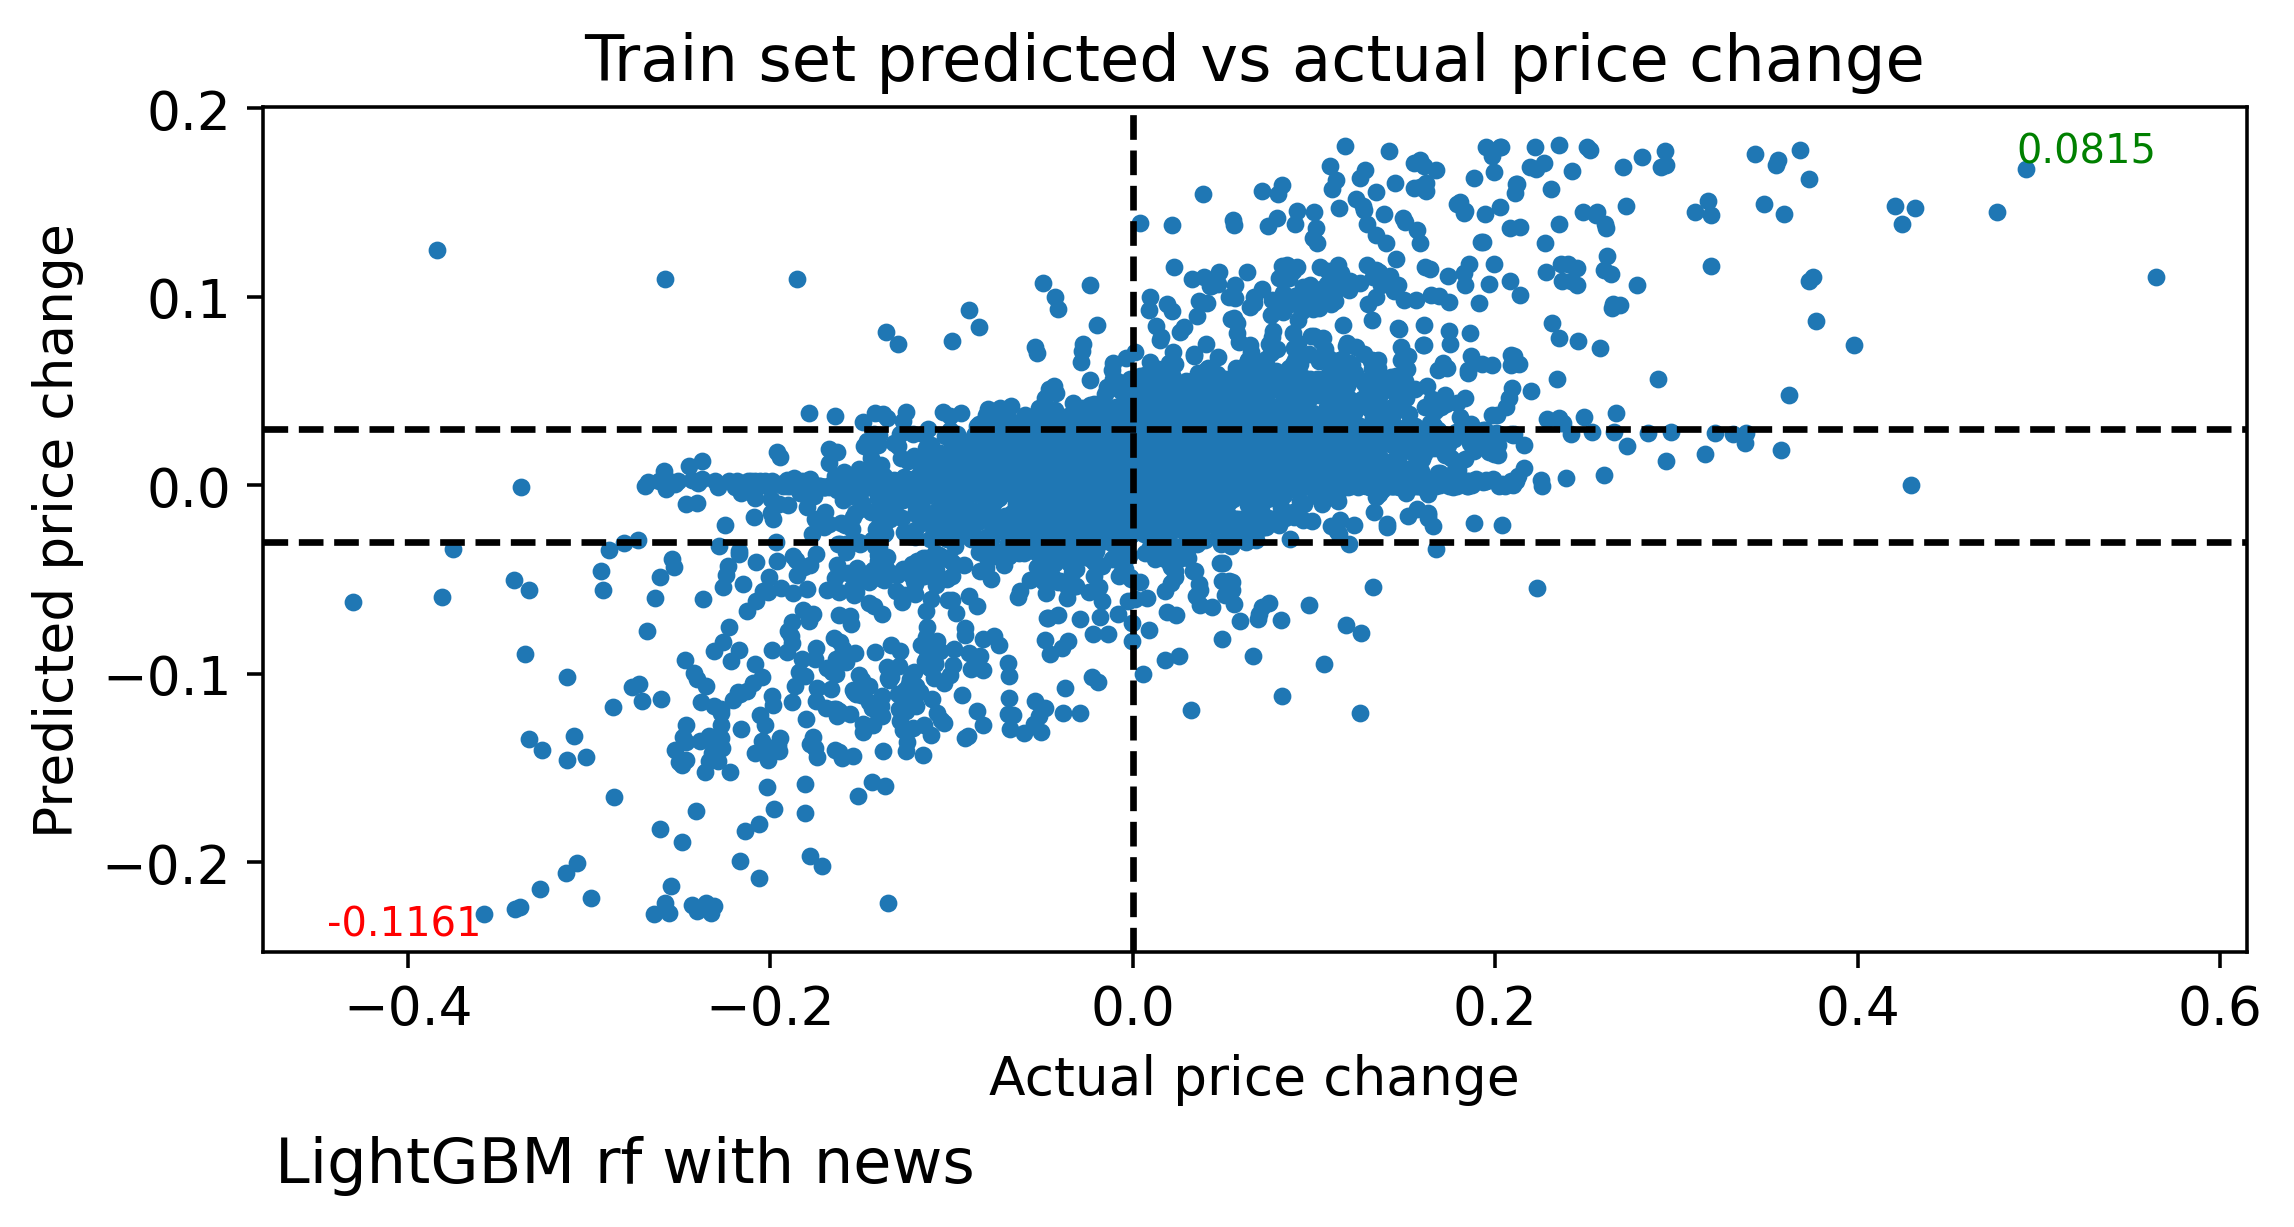 Train set predicted vs actual price change
0.2
0.1
0.0
−0.1
−0.2
Predicted price change
0.0815
-0.1161
−0.4 −0.2 0.0 0.2 0.4 0.6
Actual price change
LightGBM rf with news